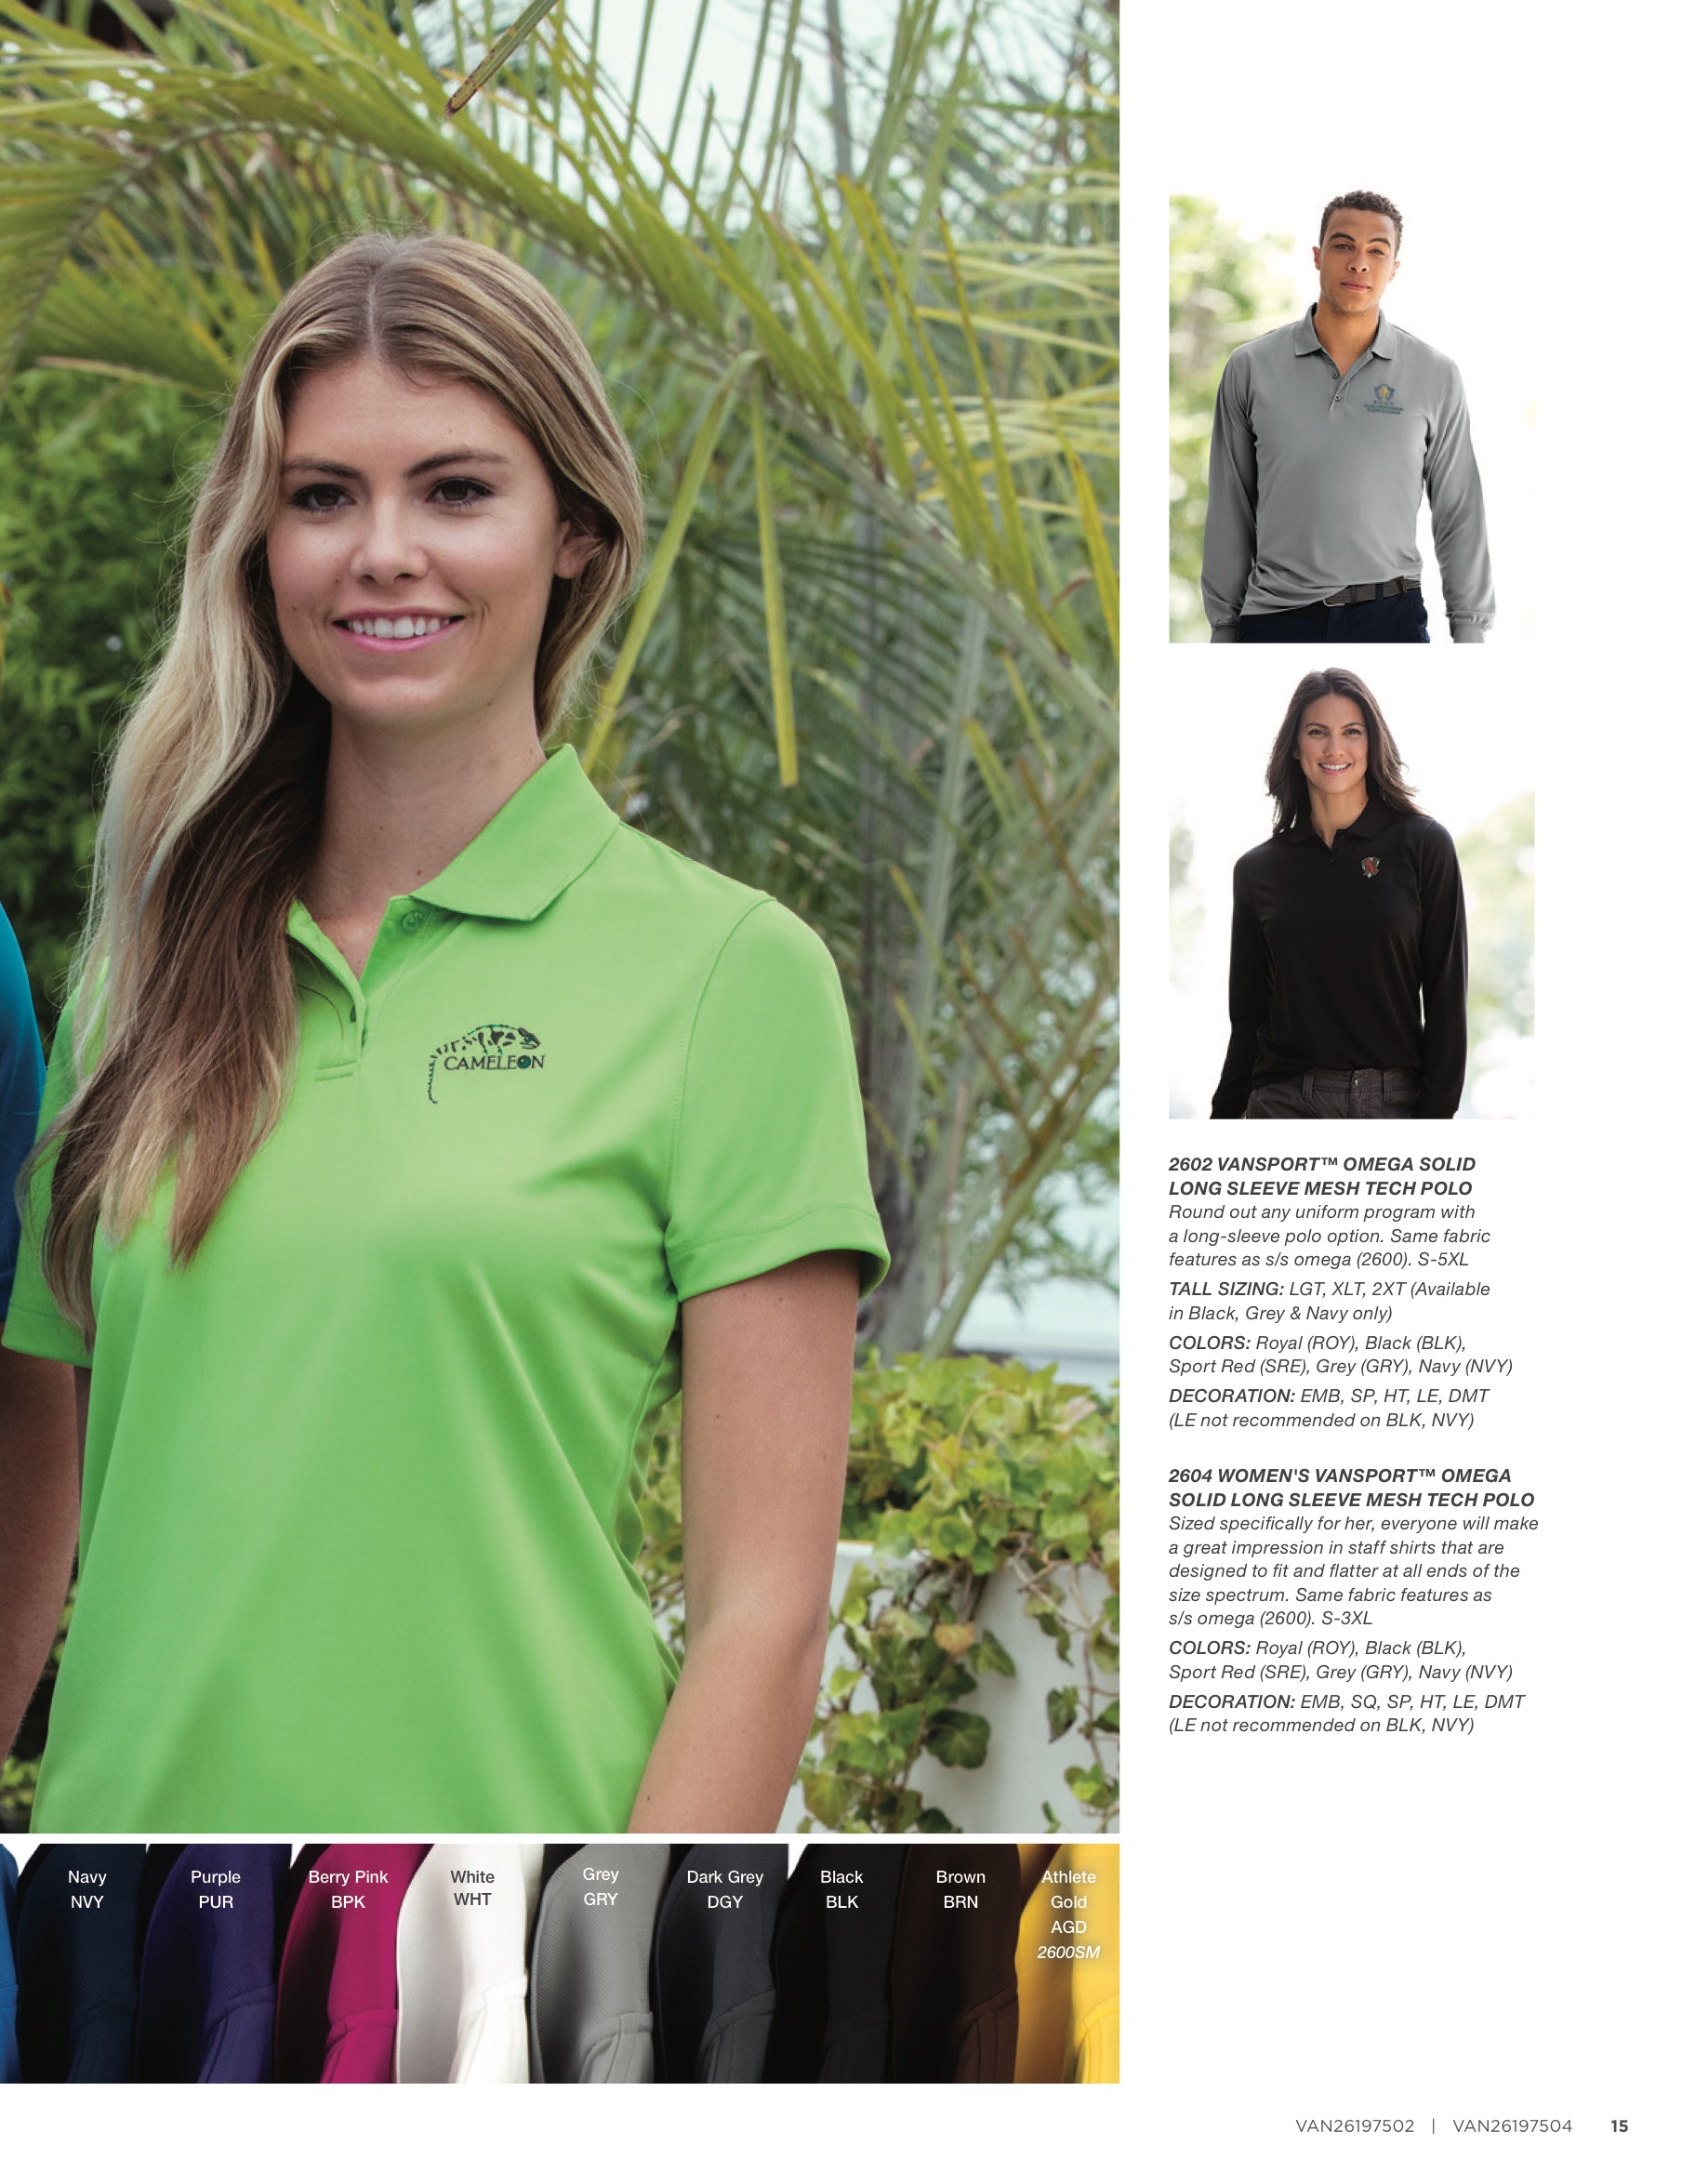 CAMELEON
2602 VANSPORT™ OMEGA SOLID
LONG SLEEVE MESH TECH POLO
Round out any uniform program with
a long-sleeve polo option. Same fabric
features as s/s omega (2600). S-5XL
TALL SIZING: LGT, XLT, 2XT (Available
in Black, Grey & Navy only)
COLORS: Royal (ROY), Black (BLK),
Sport Red (SRE), Grey (GRY), Navy (NVY)
DECORATION: EMB, SP, HT, LE, DMT
(LE not recommended on BLK, NVY)
2604 WOMEN'S VANSPORT™ OMEGA
SOLID LONG SLEEVE MESH TECH POLO
Sized specifically for her, everyone will make
a great impression in staff shirts that are
designed to fit and flatter at all ends of the
size spectrum. Same fabric features as
s/s omega (2600). S-3XL
COLORS: Royal (ROY), Black (BLK),
Sport Red (SRE), Grey (GRY), Navy (NVY)
DECORATION: EMB, SQ, SP, HT, LE, DMT
(LE not recommended on BLK, NVY)
Navy
NVY
Purple
PUR
Berry Pink
BPK
White
WHT
Grey
GRY
Dark Grey
DGY
Black
BLK
Brown
BRN
Athlete
Gold
AGD
2600SM
VAN26197502 | VAN26197504 15